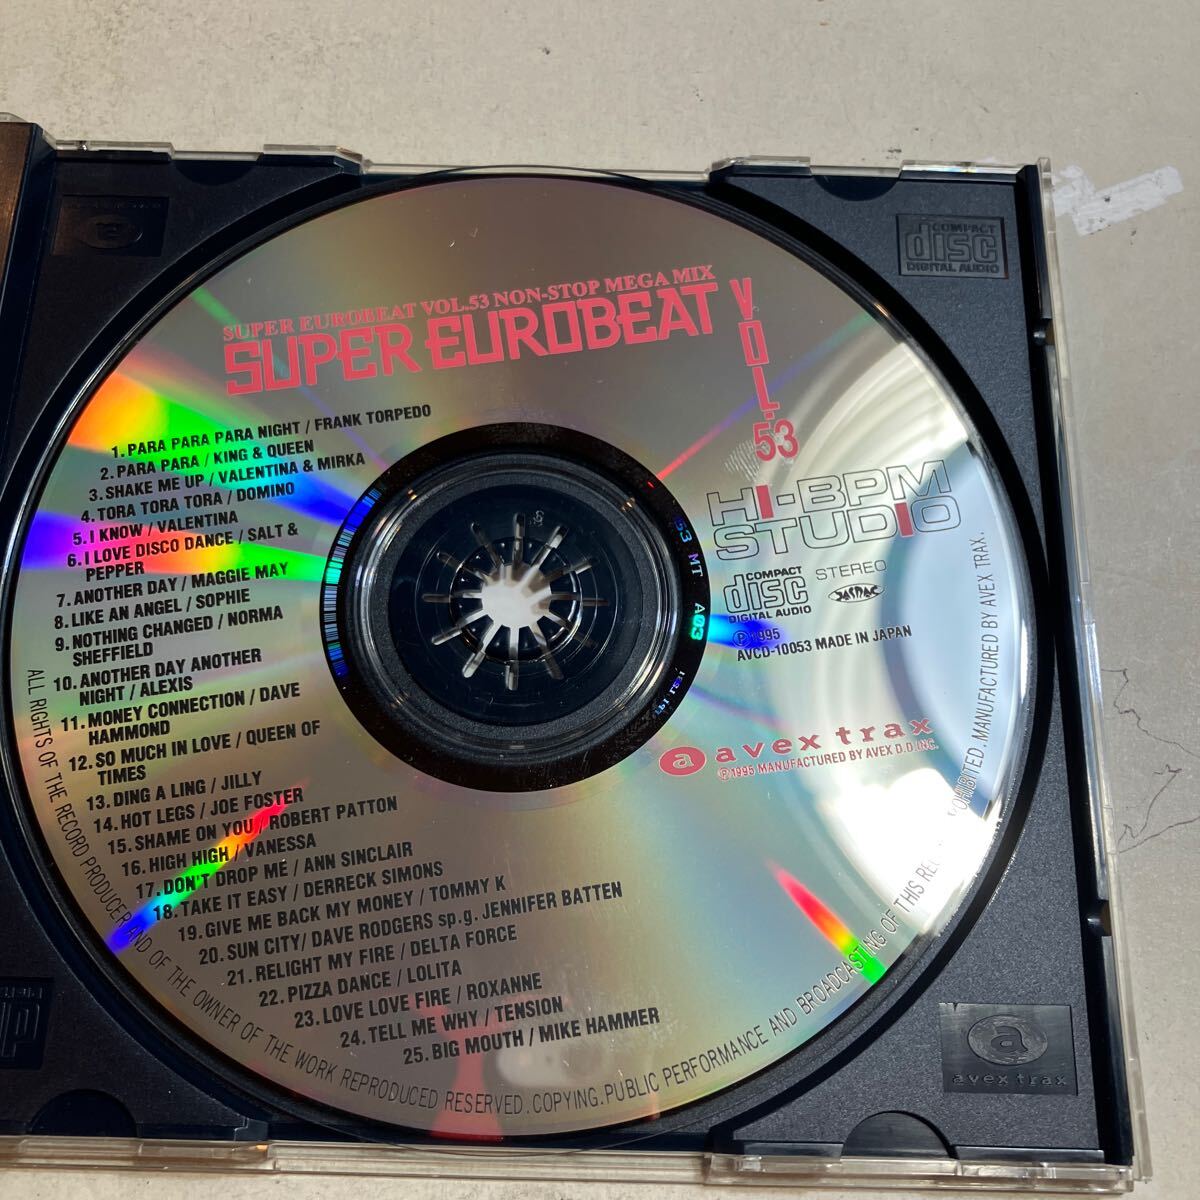 SUPER EUROBEAT VOL.53 NON-STOP MEGA MIX
SUPER EUROBEAT
VOL.53
HI-BPM
STUDIO
COMPACT
disc
DIGITAL AUDIO
STEREO
JASRAC
Ⓟ1995
AVCD-10053 MADE IN JAPAN
a avex trax
Ⓟ1995 MANUFACTURED BY AVEX D.D.INC.
1. PARA PARA PARA NIGHT / FRANK TORPEDO
2. PARA PARA / KING & QUEEN
3. SHAKE ME UP / VALENTINA & MIRKA
4. TORA TORA TORA / DOMINO
5. I KNOW / VALENTINA
6. I LOVE DISCO DANCE / SALT &
PEPPER
7. ANOTHER DAY / MAGGIE MAY
8. LIKE AN ANGEL / SOPHIE
9. NOTHING CHANGED / NORMA
SHEFFIELD
10. ANOTHER DAY ANOTHER
NIGHT / ALEXIS
11. MONEY CONNECTION / DAVE
HAMMOND
12. SO MUCH IN LOVE / QUEEN OF
TIMES
13. DING A LING / JILLY
14. HOT LEGS / JOE FOSTER
15. SHAME ON YOU / ROBERT PATTON
16. HIGH HIGH / VANESSA
17. DON'T DROP ME / ANN SINCLAIR
18. TAKE IT EASY / DERRECK SIMONS
19. GIVE ME BACK MY MONEY / TOMMY K
20. SUN CITY / DAVE RODGERS sp.g. JENNIFER BATTEN
21. RELIGHT MY FIRE / DELTA FORCE
22. PIZZA DANCE / LOLITA
23. LOVE LOVE FIRE / ROXANNE
24. TELL ME WHY / TENSION
25. BIG MOUTH / MIKE HAMMER
ALL RIGHTS OF THE RECORD PRODUCER AND OF THE OWNER OF THE WORK REPRODUCED RESERVED. COPYING. PUBLIC PERFORMANCE AND BROADCASTING OF THIS REC OHIBITED. MANUFACTURED BY AVEX TRAX.
53 MT A03
COMPACT
disc
DIGITAL AUDIO
a
avex trax